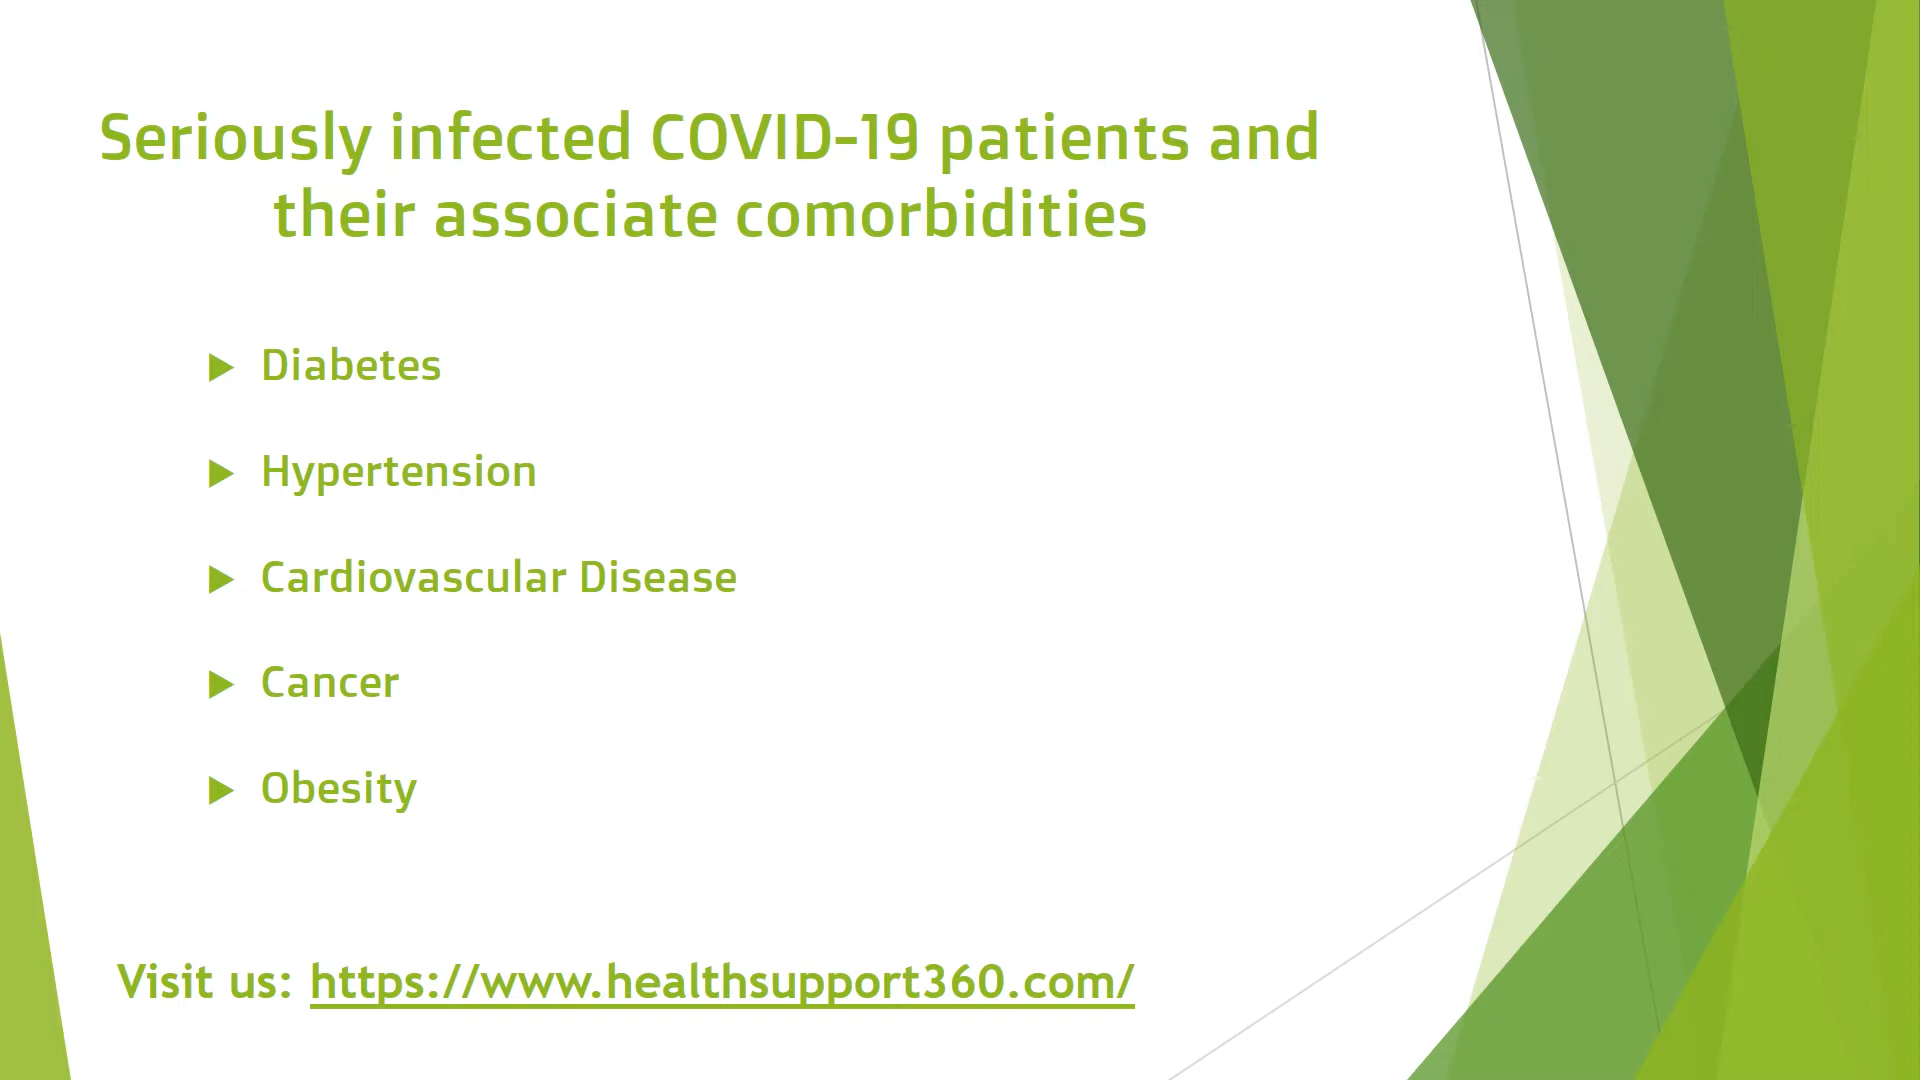 Seriously infected COVID-19 patients and
their associate comorbidities
Diabetes
Hypertension
Cardiovascular Disease
Cancer
Obesity
Visit us: https://www.healthsupport360.com/